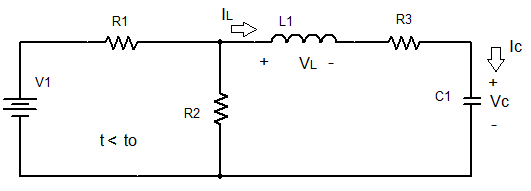 IL
R1
L1
R3
Ic
+
VL
-
V1
+
R2
C1
Vc
t < to
-